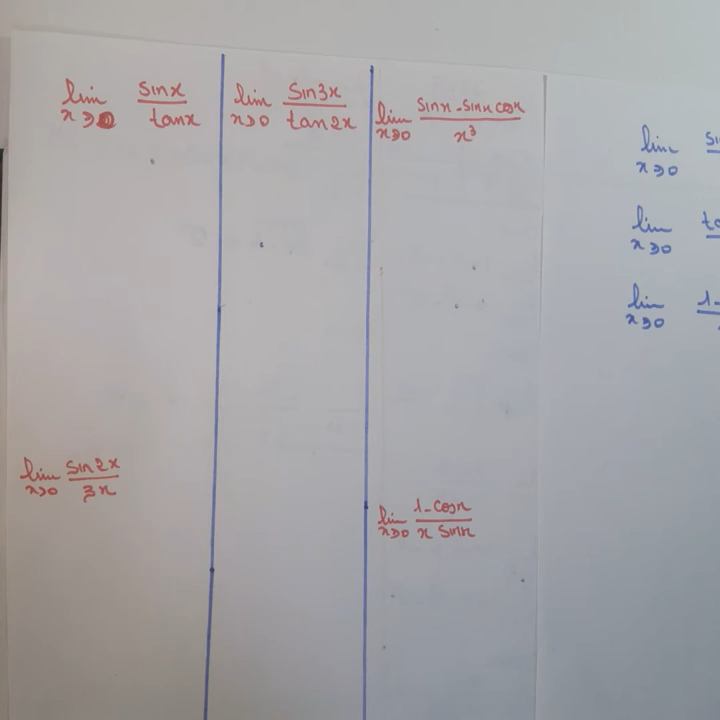 lim sinx
x→0 tanx
lim sin3x
x→0 tan2x
lim sinx - sinx cosx
x→0 x³
lim
x→0
lim
x→0
lim 1-
x→0
lim sin2x
x→0 3x
lim 1-cosx
x→0 x sinx